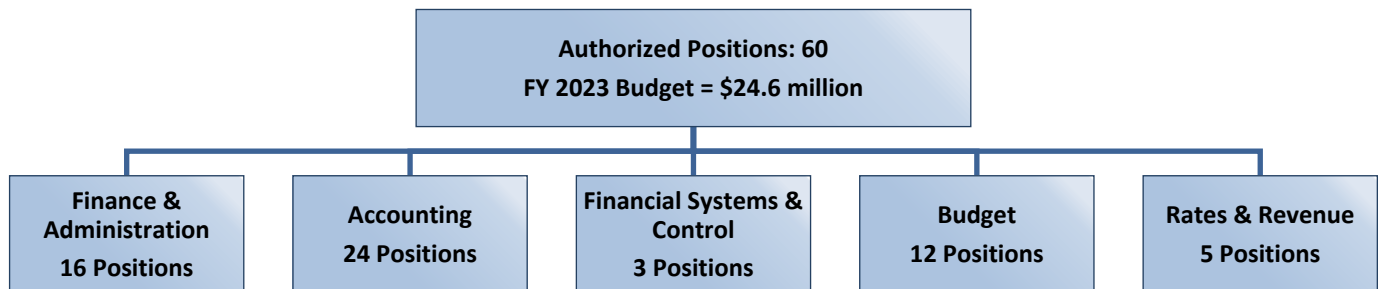 Authorized Positions: 60
FY 2023 Budget = $24.6 million
Finance &
Administration
16 Positions
Accounting
24 Positions
Financial Systems &
Control
3 Positions
Budget
12 Positions
Rates & Revenue
5 Positions